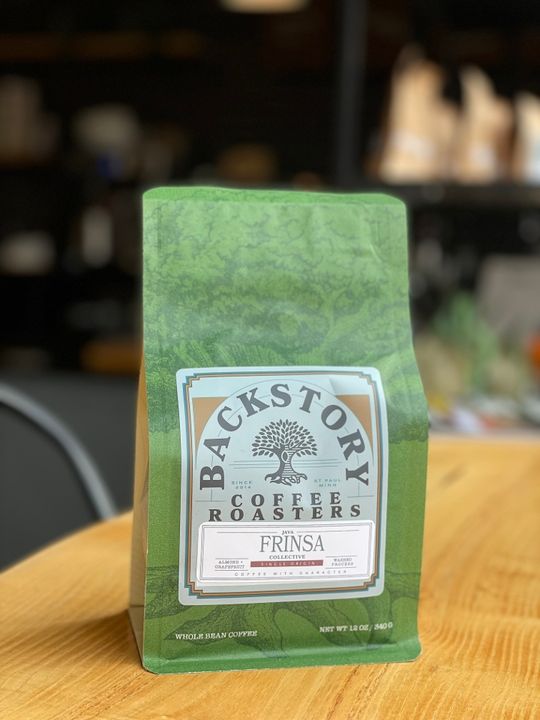 BACKSTORY
SINCE 2014
ST PAUL MINN
COFFEE
ROASTERS
JAVA
FRINSA
COLLECTIVE
ALMOND +
GRAPEFRUIT
SINGLE ORIGIN
WASHED
PROCESS
COFFEE WITH CHARACTER
WHOLE BEAN COFFEE
NET WT 12 OZ / 340 G